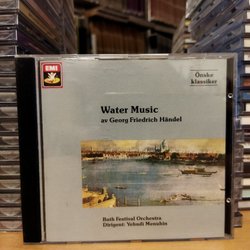 EMI
Önske
klassiker
Water Music
av Georg Friedrich Händel
Bath Festival Orchestra
Dirigent: Yehudi Menuhin